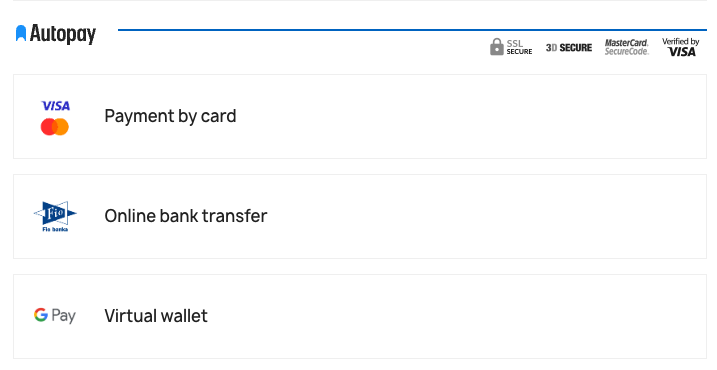 Autopay
SSL
SECURE
3D SECURE
MasterCard.
SecureCode.
Verified by
VISA
VISA
Payment by card
Fio
Fio banka
Online bank transfer
G Pay
Virtual wallet